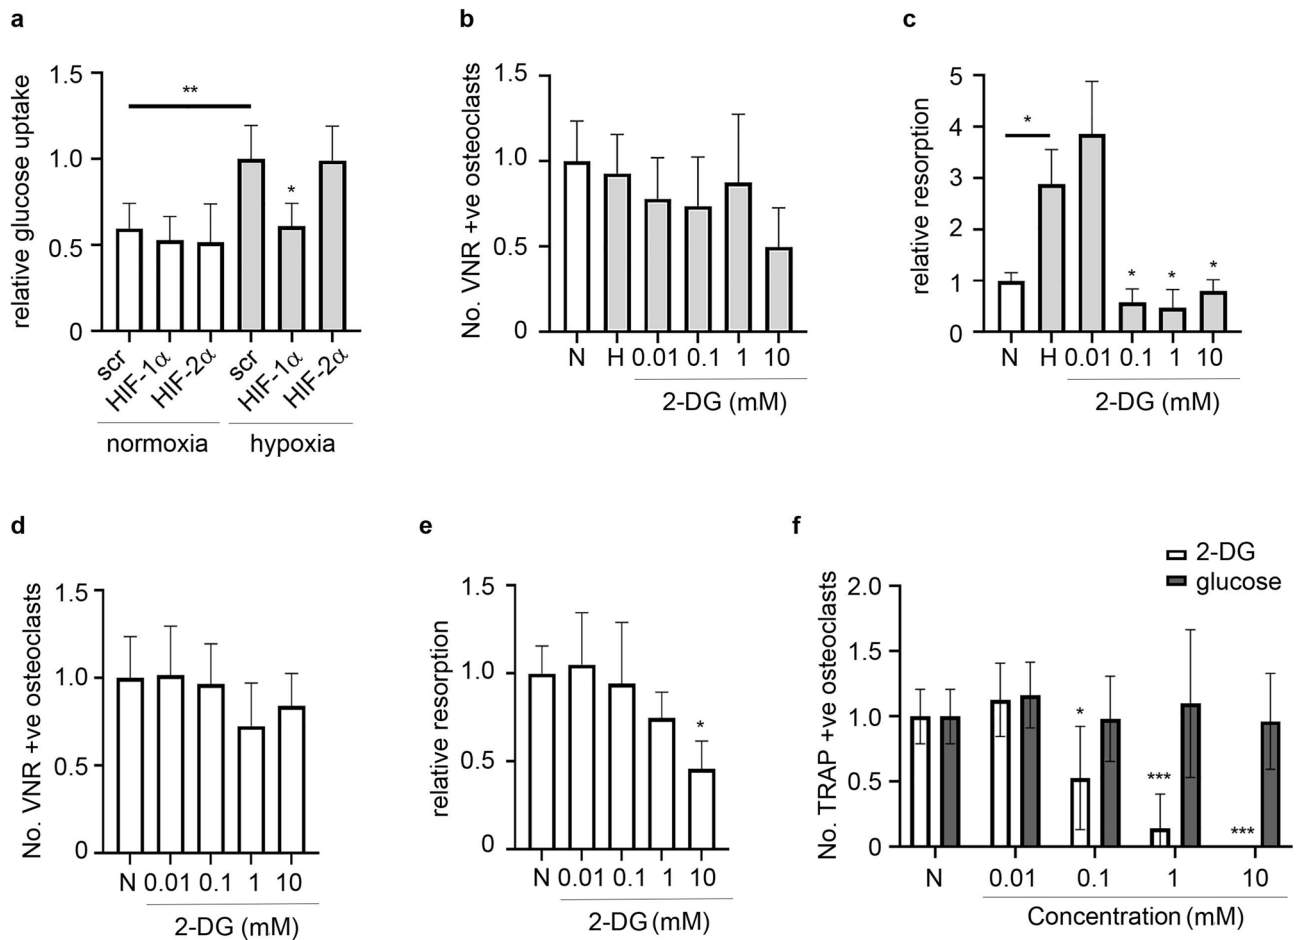 a
relative glucose uptake
1.5
1.0
0.5
0
**
*
scr
HIF-1α
HIF-2α
scr
HIF-1α
HIF-2α
normoxia
hypoxia
b
No. VNR +ve osteoclasts
1.5
1.0
0.5
0
N H 0.01 0.1 1 10
2-DG (mM)
c
relative resorption
5
4
3
2
1
0
*
* * *
N H 0.01 0.1 1 10
2-DG (mM)
d
No. VNR +ve osteoclasts
1.5
1.0
0.5
0
N 0.01 0.1 1 10
2-DG (mM)
e
relative resorption
1.5
1.0
0.5
0
*
N 0.01 0.1 1 10
2-DG (mM)
f
2-DG
glucose
No. TRAP +ve osteoclasts
2.0
1.5
1.0
0.5
0
*
***
***
N 0.01 0.1 1 10
Concentration (mM)